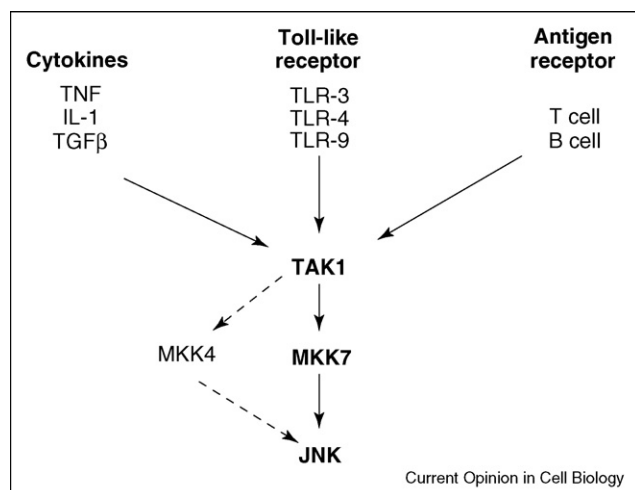 Cytokines
TNF
IL-1
TGFβ
Toll-like
receptor
TLR-3
TLR-4
TLR-9
Antigen
receptor
T cell
B cell
TAK1
MKK4
MKK7
JNK
Current Opinion in Cell Biology